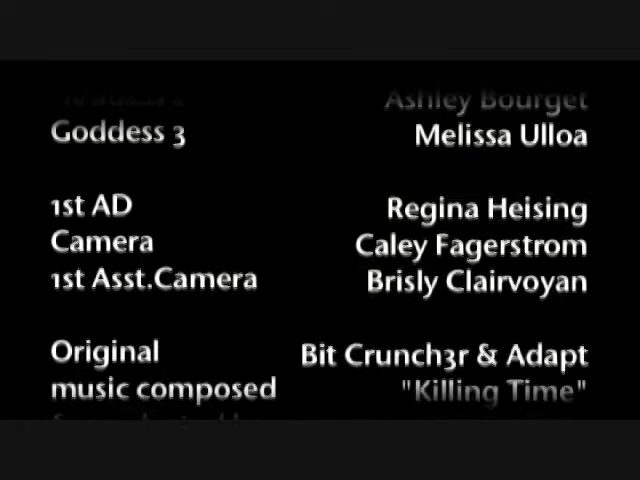 Ashley Bourget
Goddess 3 Melissa Ulloa
1st AD Regina Heising
Camera Caley Fagerstrom
1st Asst.Camera Brisly Clairvoyan
Original Bit Crunch3r & Adapt
music composed "Killing Time"